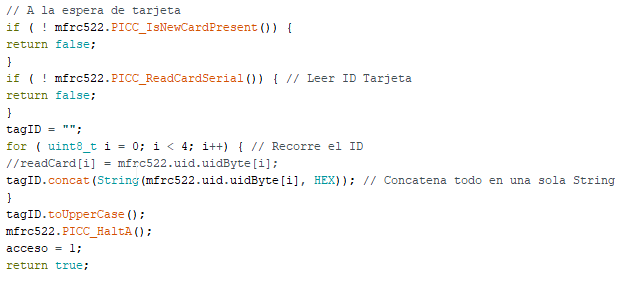 // A la espera de tarjeta
if ( ! mfrc522.PICC_IsNewCardPresent()) {
return false;
}
if ( ! mfrc522.PICC_ReadCardSerial()) { // Leer ID Tarjeta
return false;
}
tagID = "";
for ( uint8_t i = 0; i < 4; i++) { // Recorre el ID
//readCard[i] = mfrc522.uid.uidByte[i];
tagID.concat(String(mfrc522.uid.uidByte[i], HEX)); // Concatena todo en una sola String
}
tagID.toUpperCase();
mfrc522.PICC_HaltA();
acceso = 1;
return true;